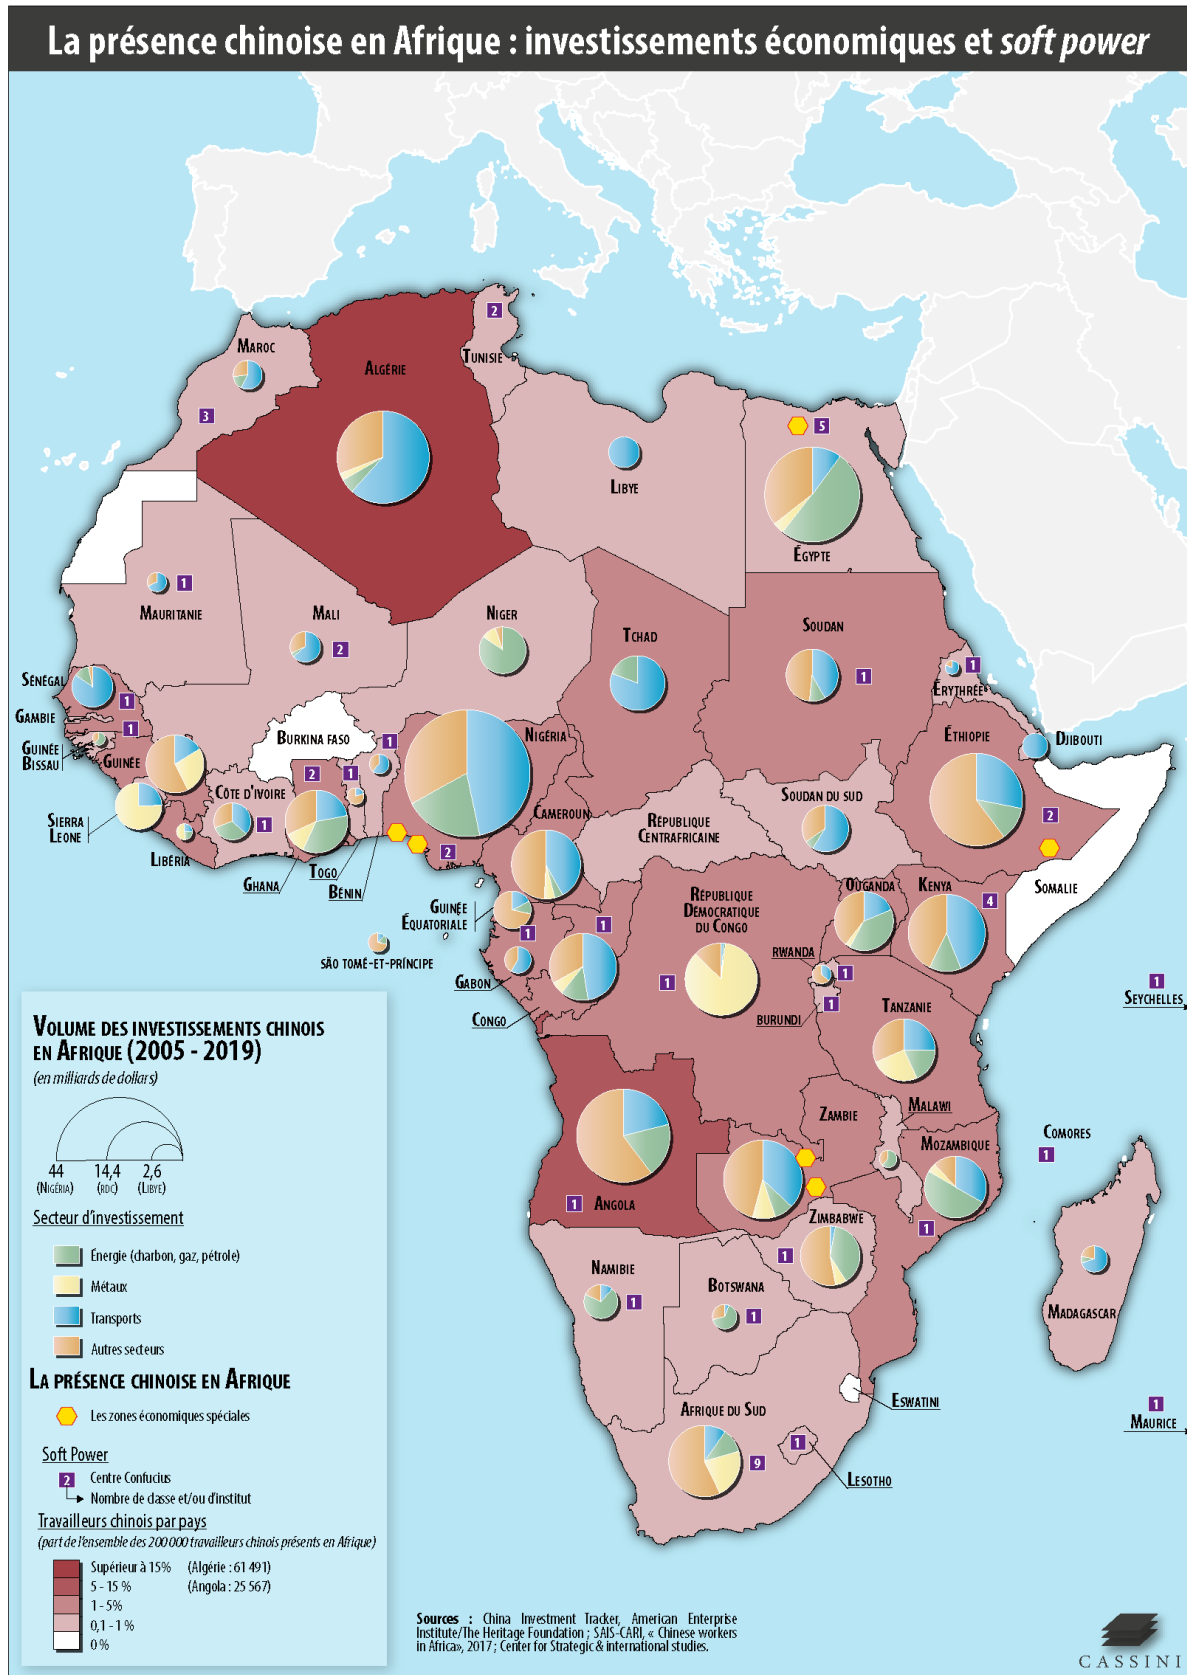 La présence chinoise en Afrique : investissements économiques et soft power
Maroc
3
Algérie
2
Tunisie
Libye
5
Égypte
1
Mauritanie
Mali
2
Niger
Tchad
Soudan
1
1
Érythrée
Sénégal
1
Gambie
1
Guinée
Bissau
Guinée
Burkina Faso
1
Nigéria
Éthiopie
Djibouti
2
Côte d'Ivoire
1
2
1
Cameroun
Soudan du Sud
République
Centrafricaine
Sierra
Leone
Libéria
Ghana
Togo
Bénin
2
Somalie
Ouganda
Kenya
4
République
Démocratique
du Congo
1
Guinée
Équatoriale
1
1
São Tomé-et-Príncipe
Gabon
Congo
Rwanda
1
Burundi
1
Tanzanie
1
Seychelles
Zambie
Malawi
Mozambique
1
Comores
1
Angola
1
Zimbabwe
1
Namibie
1
Botswana
1
Madagascar
Afrique du Sud
9
1
Eswatini
Lesotho
1
Maurice
Volume des investissements chinois
en Afrique (2005 - 2019)
(en milliards de dollars)
44 14,4 2,6
(Nigéria) (RDC) (Libye)
Secteur d'investissement
Énergie (charbon, gaz, pétrole)
Métaux
Transports
Autres secteurs
La présence chinoise en Afrique
Les zones économiques spéciales
Soft Power
2 Centre Confucius
Nombre de classe et/ou d'institut
Travailleurs chinois par pays
(part de l'ensemble des 200 000 travailleurs chinois présents en Afrique)
Supérieur à 15% (Algérie : 61 491)
5 - 15 % (Angola : 25 567)
1 - 5%
0,1 - 1 %
0 %
Sources : China Investment Tracker, American Enterprise
Institute/The Heritage Foundation ; SAIS-CARI, « Chinese workers
in Africa», 2017 ; Center for Strategic & international studies.
CASSINI